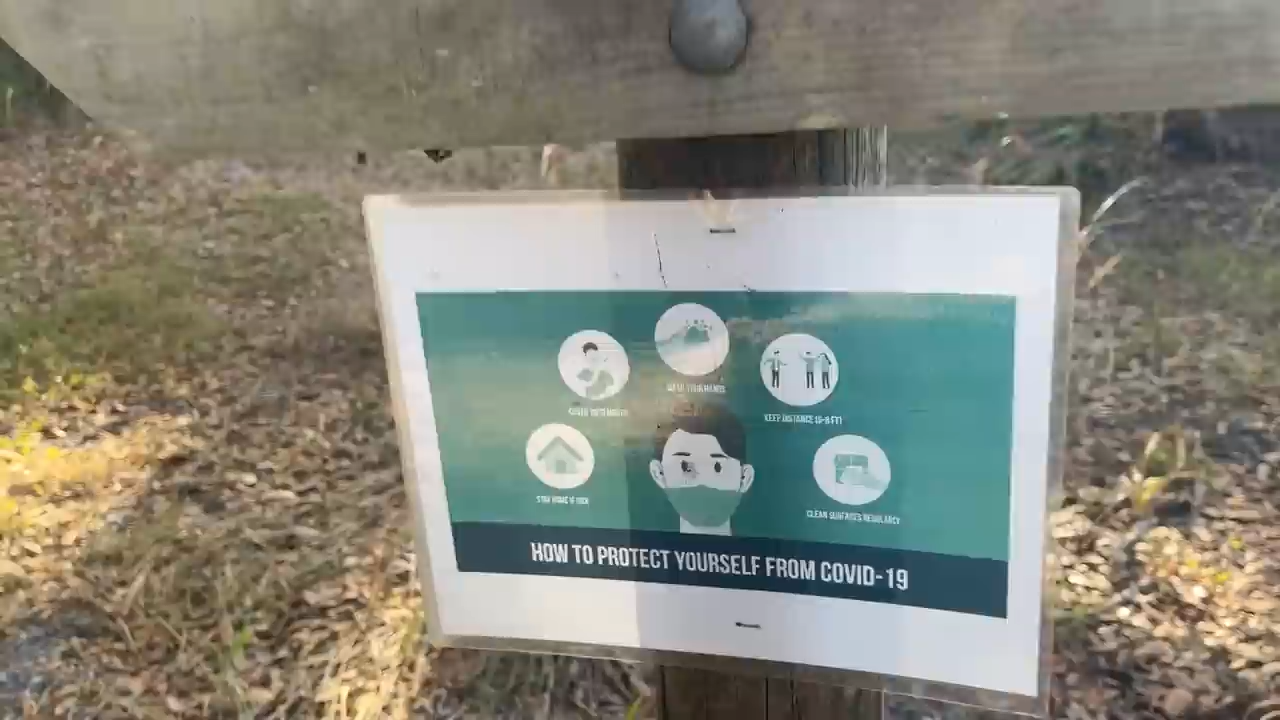 WASH YOUR HANDS
COVER YOUR MOUTH
KEEP DISTANCE (6-8 FT)
STAY HOME IF SICK
CLEAN SURFACES REGULARLY
HOW TO PROTECT YOURSELF FROM COVID-19